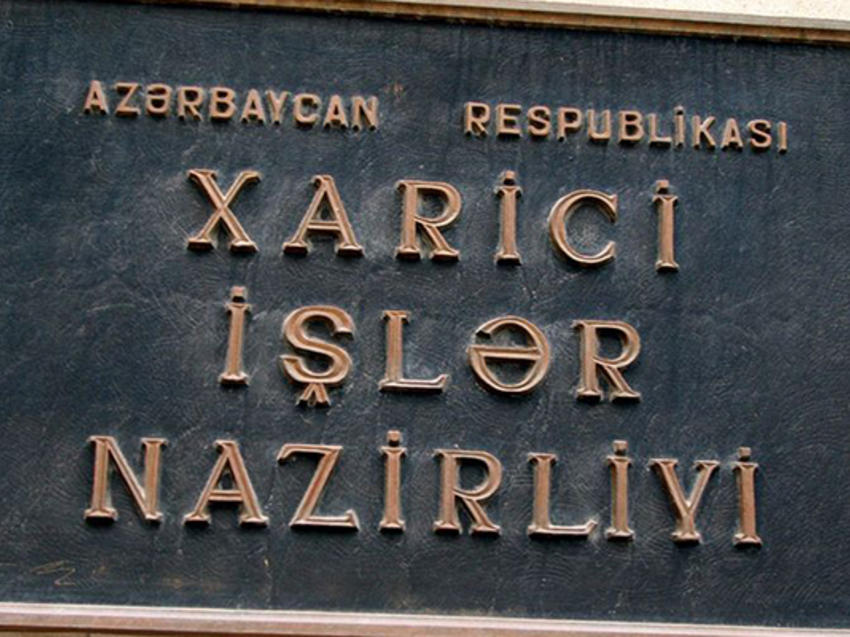 AZƏRBAYCAN RESPUBLİKASI
XARİCİ
İŞLƏR
NAZİRLİYİ